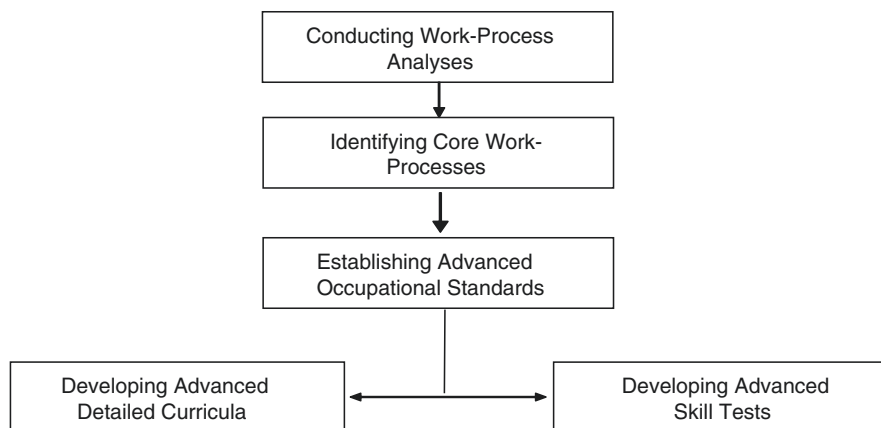 Conducting Work-Process
Analyses
Identifying Core Work-
Processes
Establishing Advanced
Occupational Standards
Developing Advanced
Detailed Curricula
Developing Advanced
Skill Tests